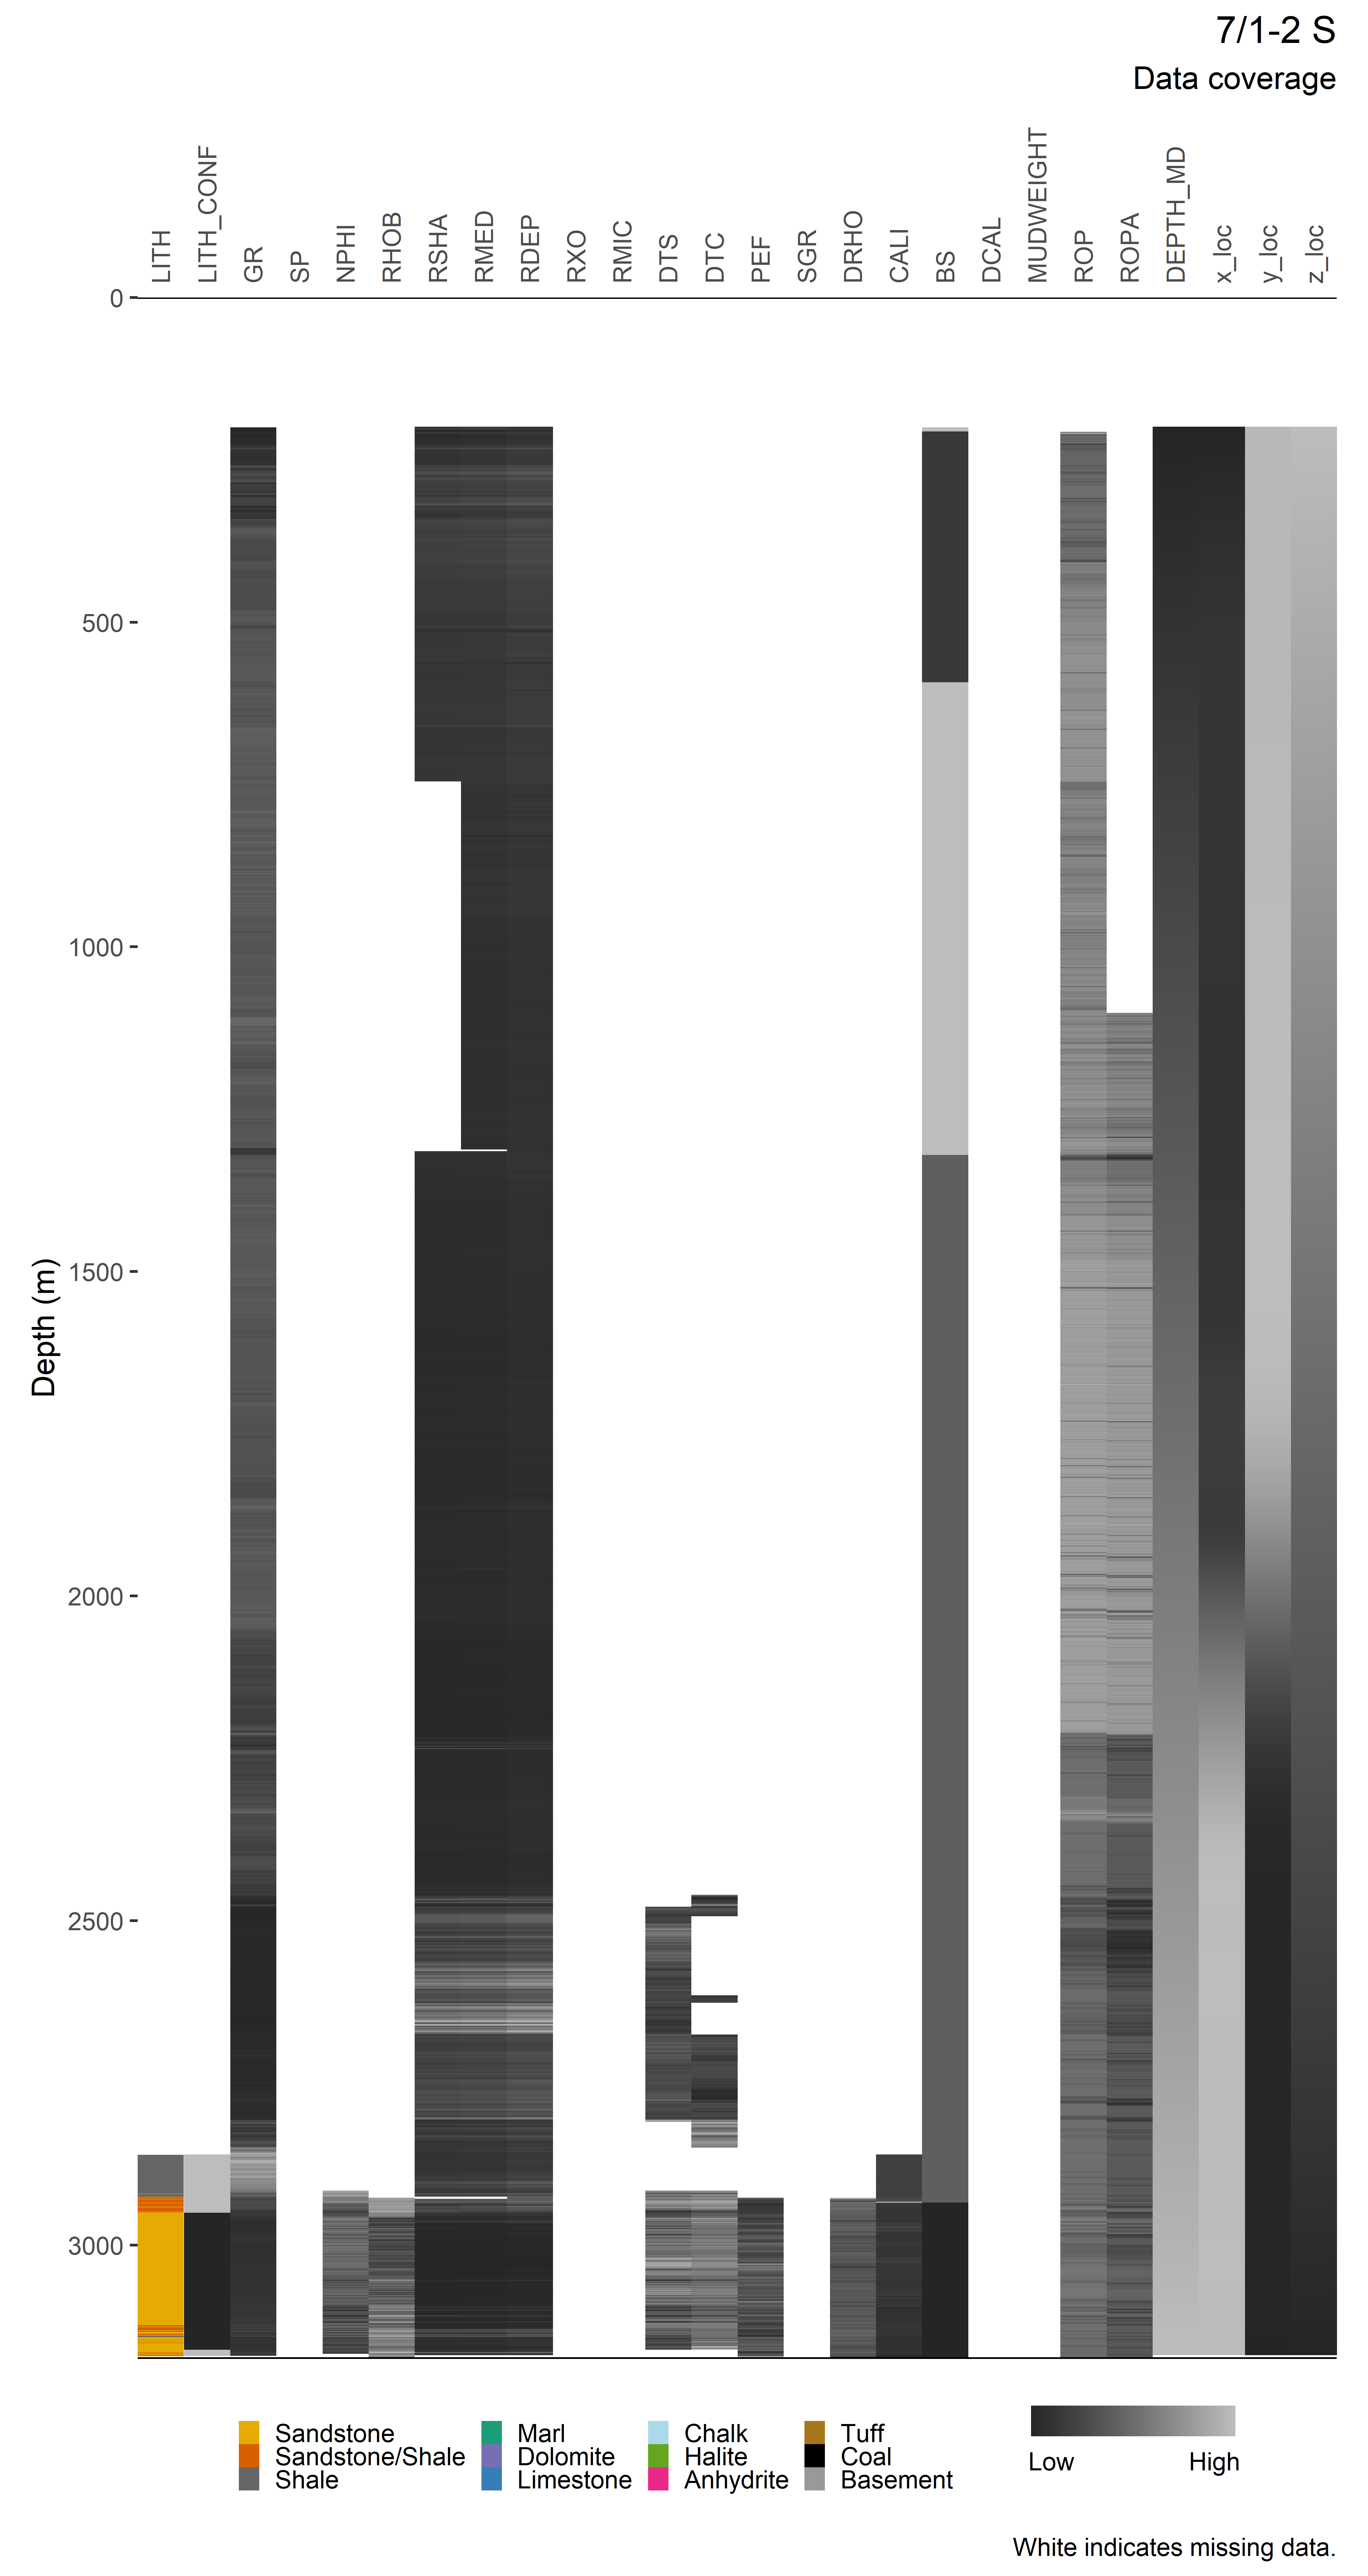 7/1-2 S
Data coverage
LITH
LITH_CONF
GR
SP
NPHI
RHOB
RSHA
RMED
RDEP
RXO
RMIC
DTS
DTC
PEF
SGR
DRHO
CALI
BS
DCAL
MUDWEIGHT
ROP
ROPA
DEPTH_MD
x_loc
y_loc
z_loc
0
500
1000
1500
2000
2500
3000
Depth (m)
Sandstone
Sandstone/Shale
Shale
Marl
Dolomite
Limestone
Chalk
Halite
Anhydrite
Tuff
Coal
Basement
Low High
White indicates missing data.